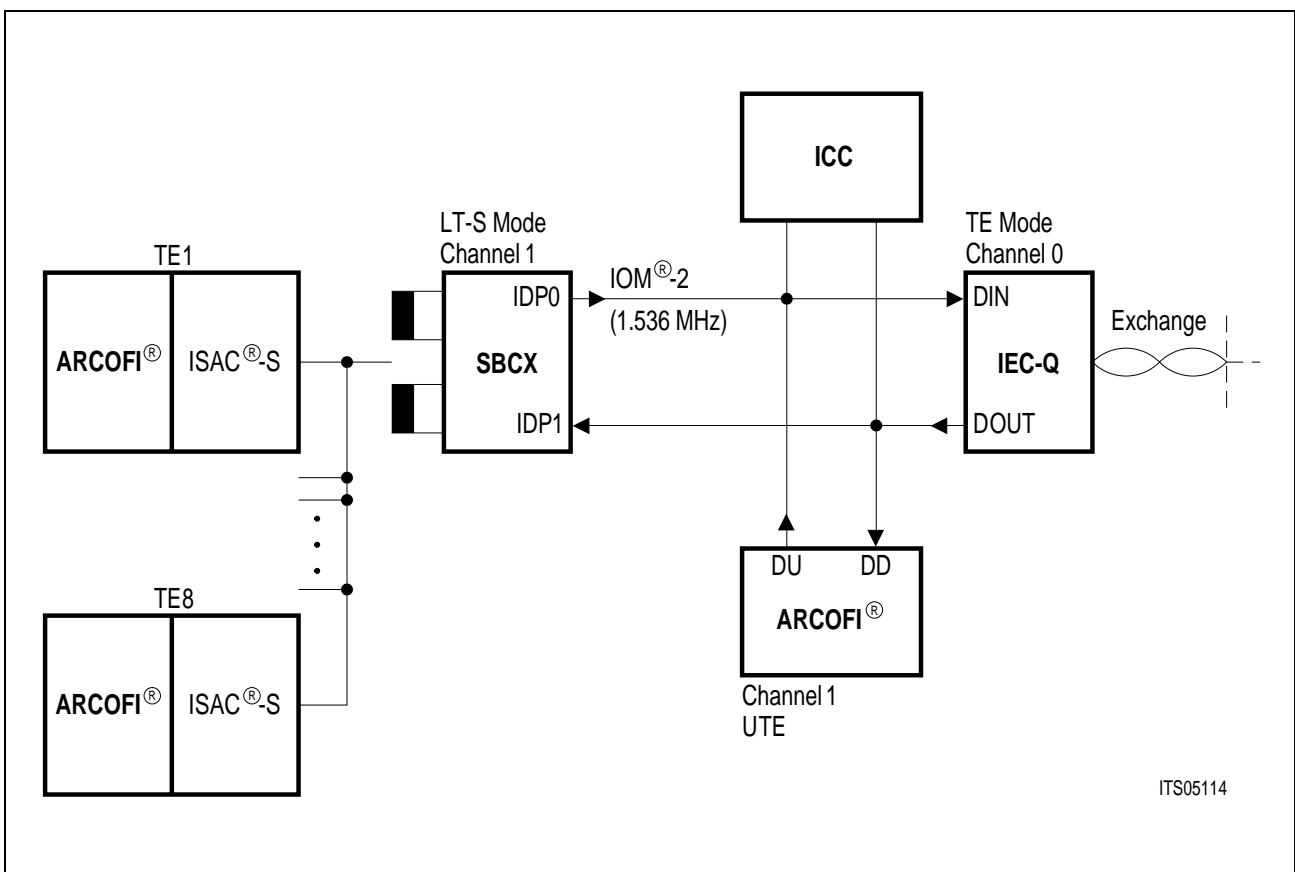 ICC
LT-S Mode
Channel 1
TE Mode
Channel 0
TE1
IDP0
IOM®-2
(1.536 MHz)
DIN
Exchange
ARCOFI® ISAC®-S
SBCX
IEC-Q
IDP1
DOUT
DU DD
ARCOFI®
TE8
Channel 1
UTE
ARCOFI® ISAC®-S
ITS05114